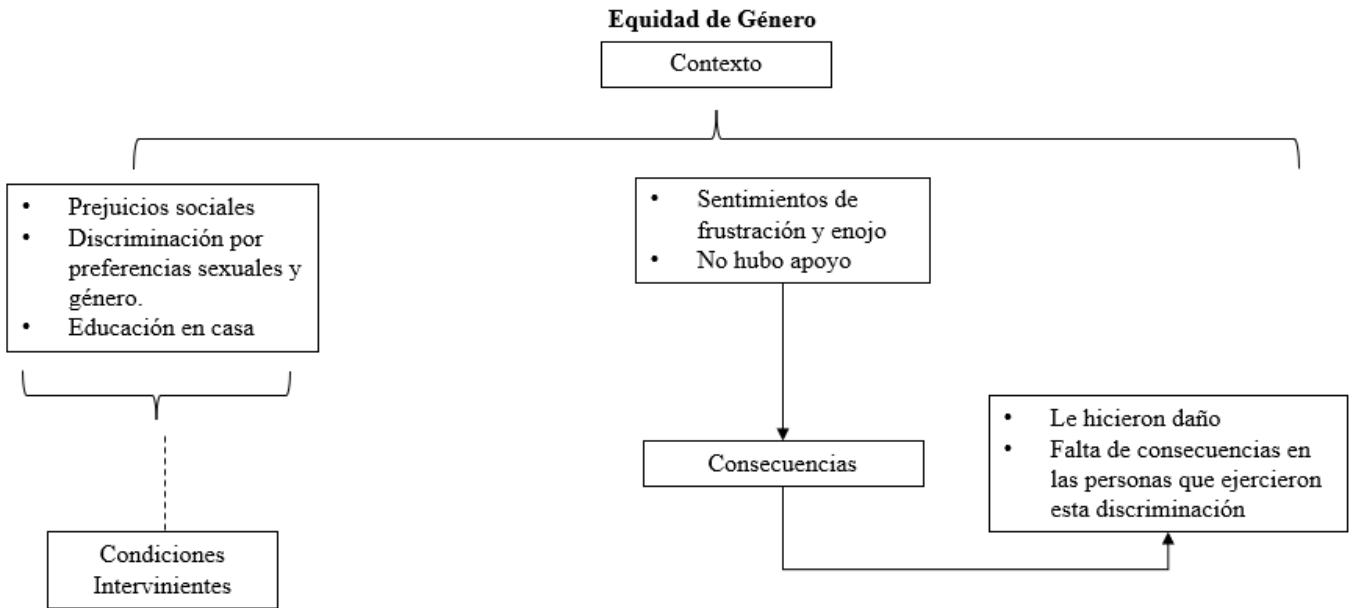 Equidad de Género
Contexto
• Prejuicios sociales
• Discriminación por
preferencias sexuales y
género.
• Educación en casa
Condiciones
Intervinientes
• Sentimientos de
frustración y enojo
• No hubo apoyo
Consecuencias
• Le hicieron daño
• Falta de consecuencias en
las personas que ejercieron
esta discriminación